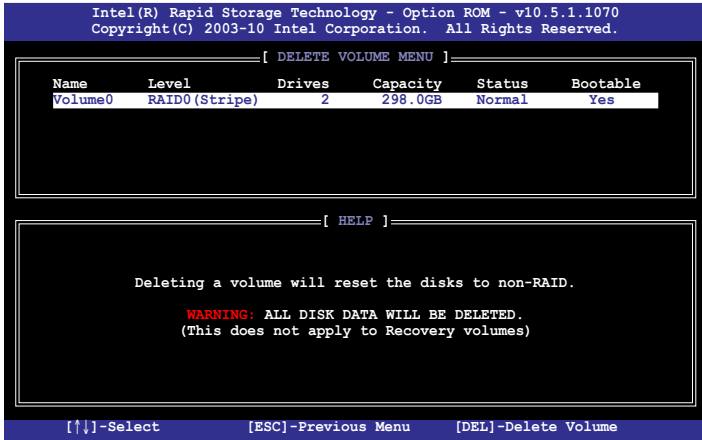 Intel(R) Rapid Storage Technology - Option ROM - v10.5.1.1070
Copyright(C) 2003-10 Intel Corporation. All Rights Reserved.
[ DELETE VOLUME MENU ]
Name Level Drives Capacity Status Bootable
Volume0 RAID0(Stripe) 2 298.0GB Normal Yes
[ HELP ]
Deleting a volume will reset the disks to non-RAID.
WARNING: ALL DISK DATA WILL BE DELETED.
(This does not apply to Recovery volumes)
[↑↓]-Select [ESC]-Previous Menu [DEL]-Delete Volume